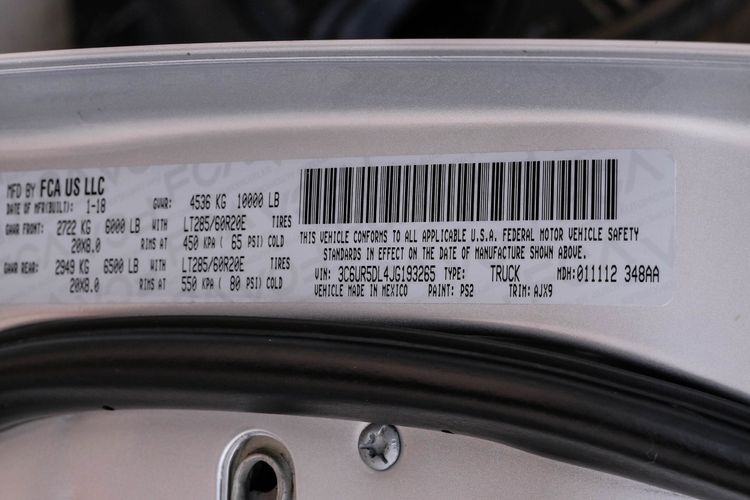 MFD BY FCA US LLC
DATE OF MFR(BUILT): 1-18 GVWR: 4536 KG 10000 LB
GAWR FRONT: 2722 KG 6000 LB WITH LT285/60R20E TIRES
20X8.0 RIMS AT 450 KPA ( 65 PSI) COLD
GAWR REAR: 2949 KG 6500 LB WITH LT285/60R20E TIRES
20X8.0 RIMS AT 550 KPA ( 80 PSI) COLD
THIS VEHICLE CONFORMS TO ALL APPLICABLE U.S.A. FEDERAL MOTOR VEHICLE SAFETY
STANDARDS IN EFFECT ON THE DATE OF MANUFACTURE SHOWN ABOVE.
VIN: 3C6UR5DL4JG193285 TYPE: TRUCK MDH:011112 348AA
VEHICLE MADE IN MEXICO PAINT: PS2 TRIM: AJX9